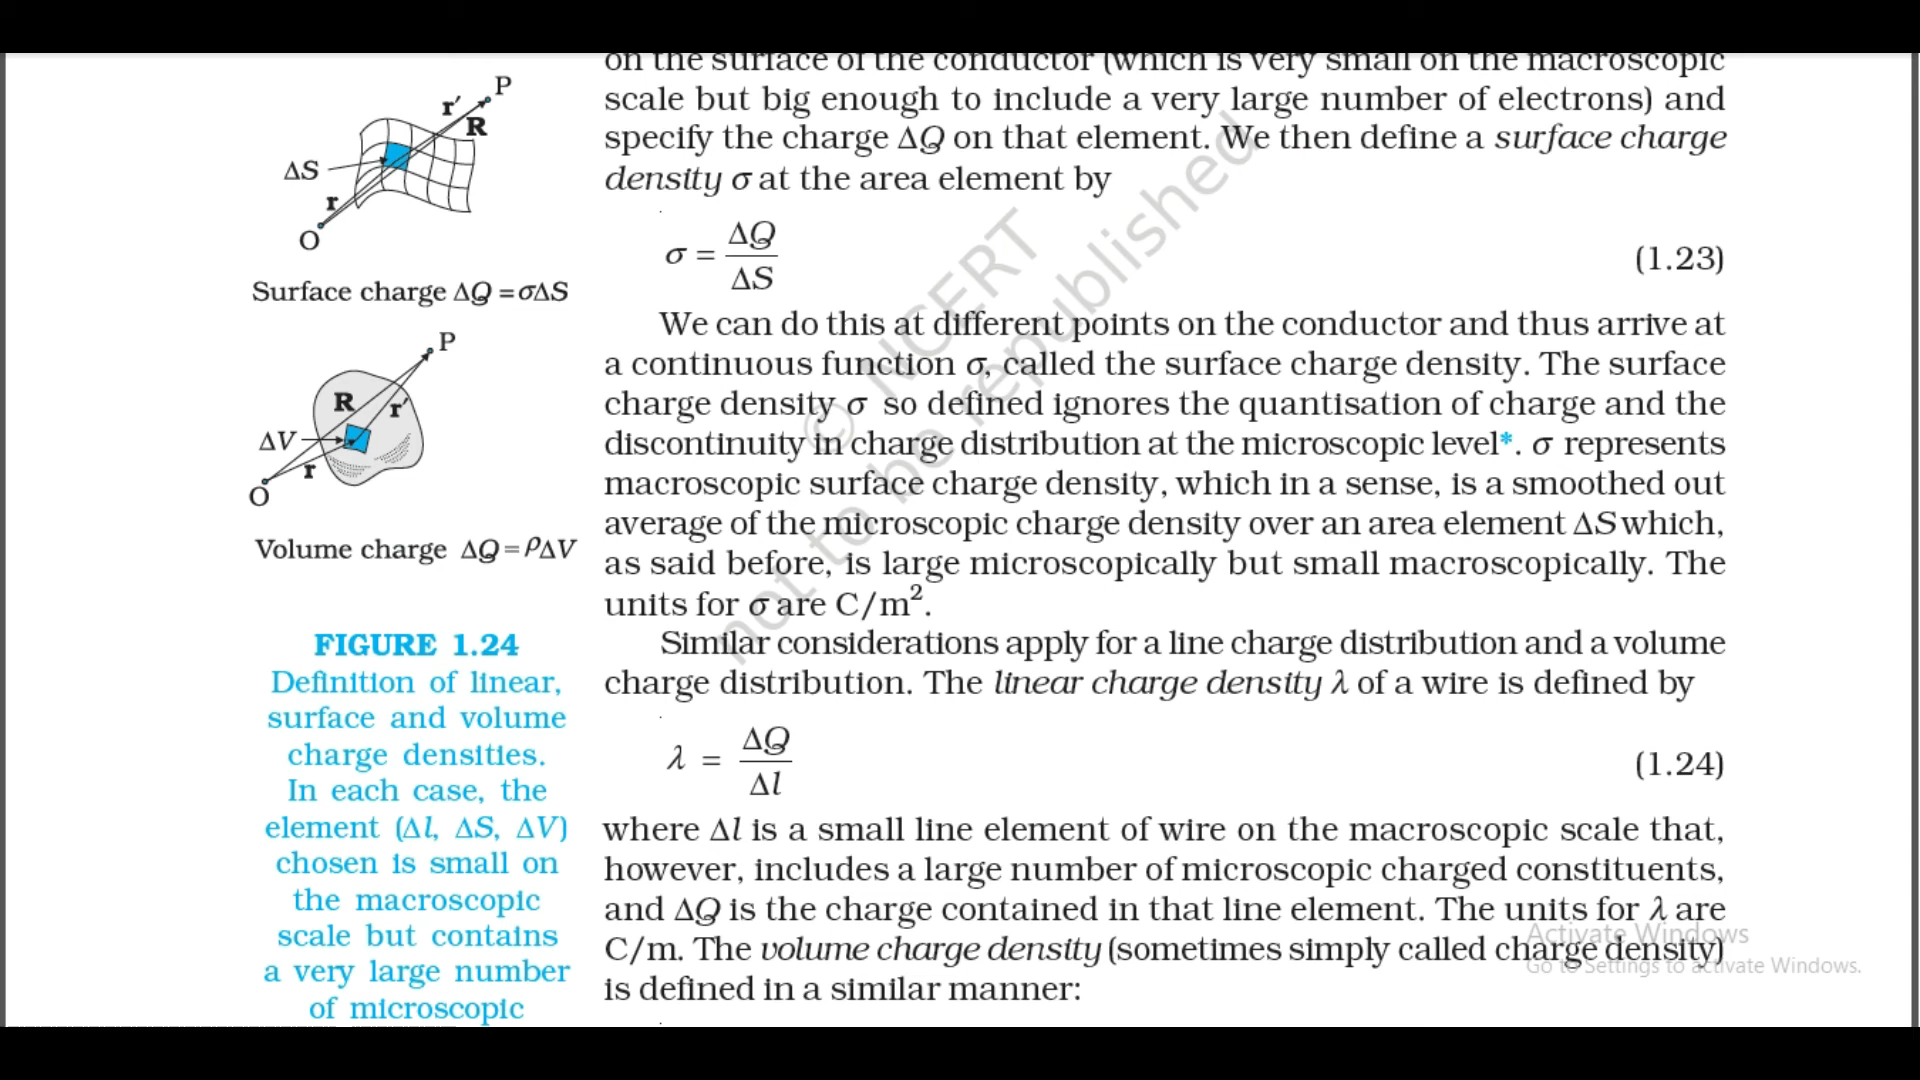 P
r′
R
ΔS
r
O
Surface charge ΔQ = σΔS
P
R
r′
ΔV
r
O
Volume charge ΔQ = ρΔV
FIGURE 1.24
Definition of linear,
surface and volume
charge densities.
In each case, the
element (Δl, ΔS, ΔV)
chosen is small on
the macroscopic
scale but contains
a very large number
of microscopic
on the surface of the conductor (which is very small on the macroscopic
scale but big enough to include a very large number of electrons) and
specify the charge ΔQ on that element. We then define a surface charge
density σ at the area element by
σ = ΔQ / ΔS (1.23)
We can do this at different points on the conductor and thus arrive at
a continuous function σ, called the surface charge density. The surface
charge density σ so defined ignores the quantisation of charge and the
discontinuity in charge distribution at the microscopic level*. σ represents
macroscopic surface charge density, which in a sense, is a smoothed out
average of the microscopic charge density over an area element ΔS which,
as said before, is large microscopically but small macroscopically. The
units for σ are C/m².
Similar considerations apply for a line charge distribution and a volume
charge distribution. The linear charge density λ of a wire is defined by
λ = ΔQ / Δl (1.24)
where Δl is a small line element of wire on the macroscopic scale that,
however, includes a large number of microscopic charged constituents,
and ΔQ is the charge contained in that line element. The units for λ are
C/m. The volume charge density (sometimes simply called charge density)
is defined in a similar manner:
© NCERT
not to be republished
Activate Windows
Go to Settings to activate Windows.